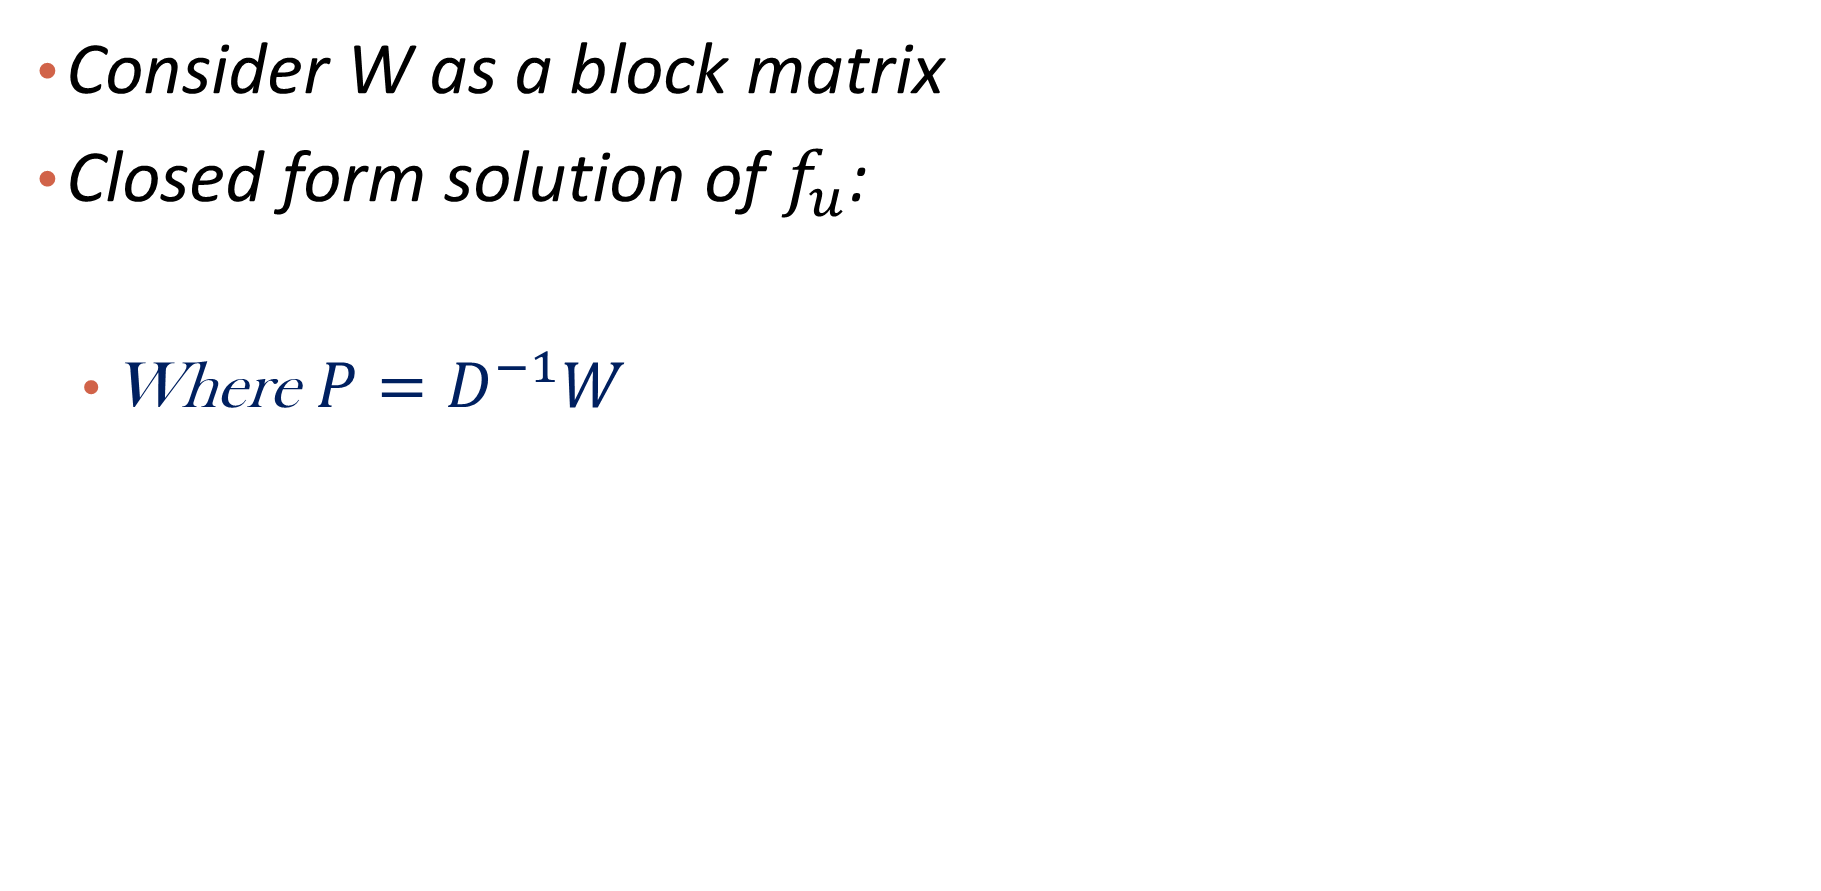 • Consider W as a block matrix
• Closed form solution of $f_u$:
• Where $P = D^{-1}W$